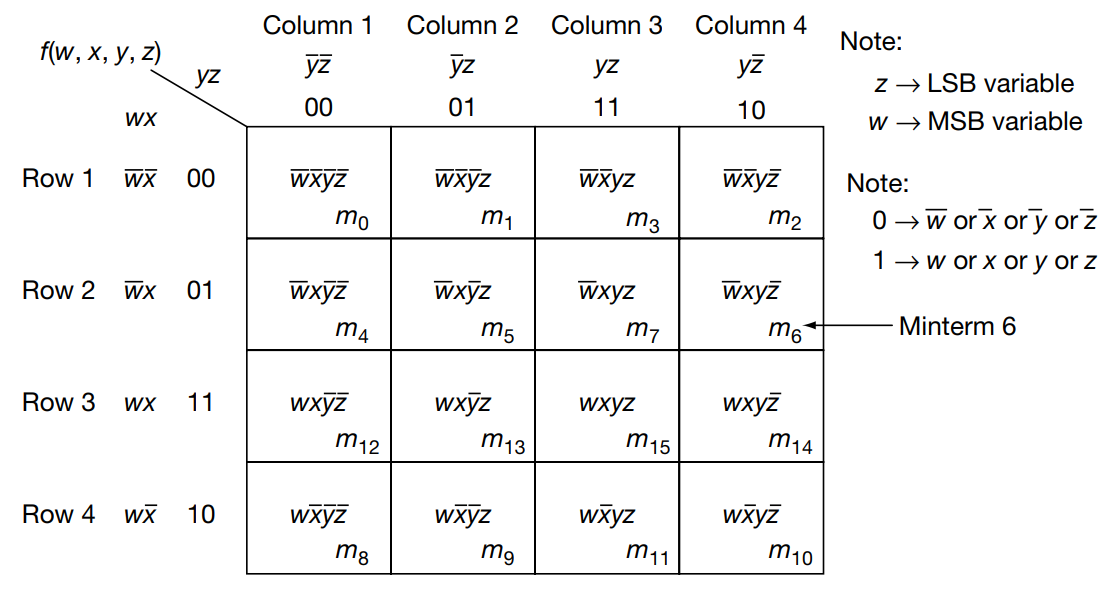 Column 1 Column 2 Column 3 Column 4
f(w, x, y, z)
yz
y̅z̅ y̅z yz yz̅
wx
00 01 11 10
Note:
z → LSB variable
w → MSB variable
Row 1 w̅x̅ 00 w̅x̅y̅z̅ w̅x̅y̅z w̅x̅yz w̅x̅yz̅
m₀ m₁ m₃ m₂
Note:
0 → w̅ or x̅ or y̅ or z̅
1 → w or x or y or z
Row 2 w̅x 01 w̅xy̅z̅ w̅xy̅z w̅xyz w̅xyz̅
m₄ m₅ m₇ m₆ Minterm 6
Row 3 wx 11 wxy̅z̅ wxy̅z wxyz wxyz̅
m₁₂ m₁₃ m₁₅ m₁₄
Row 4 wx̅ 10 wx̅y̅z̅ wx̅y̅z wx̅yz wx̅yz̅
m₈ m₉ m₁₁ m₁₀